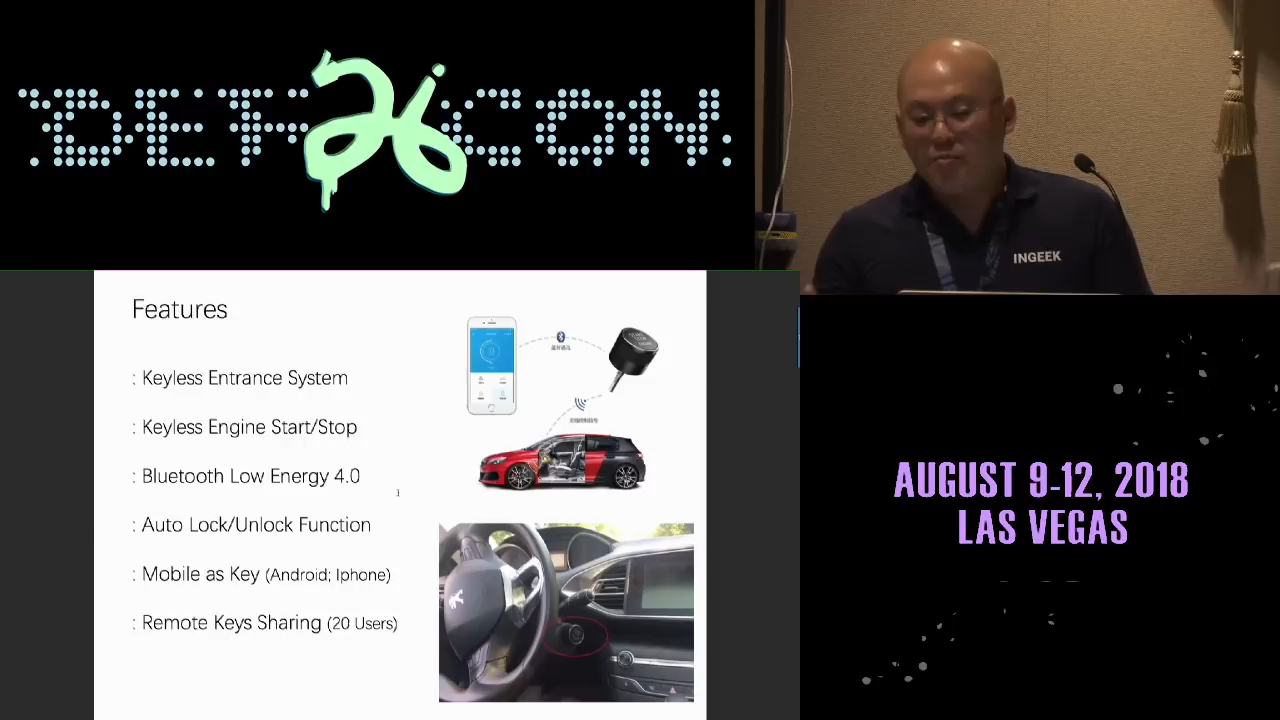 DEF 26 CON
INGEEK
Features
: Keyless Entrance System
: Keyless Engine Start/Stop
: Bluetooth Low Energy 4.0
: Auto Lock/Unlock Function
: Mobile as Key (Android; Iphone)
: Remote Keys Sharing (20 Users)
AUGUST 9-12, 2018
LAS VEGAS